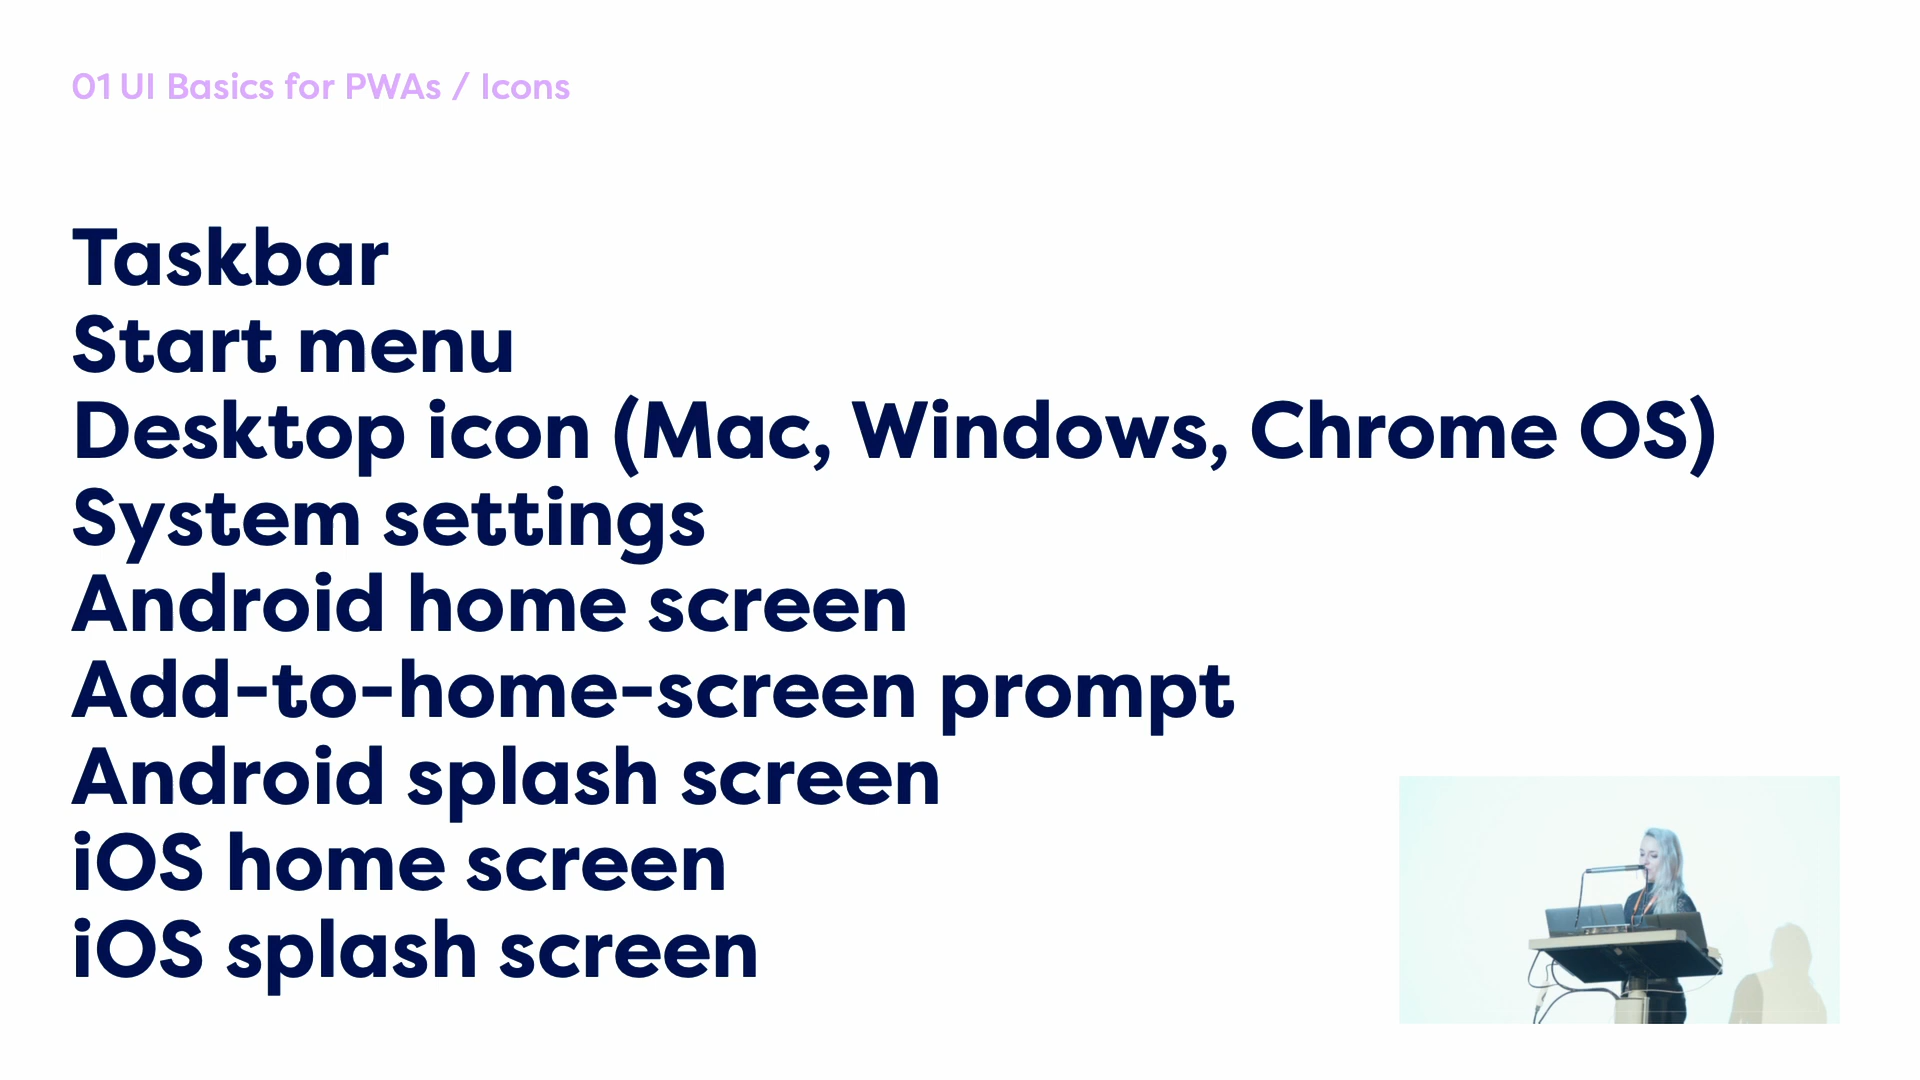 01 UI Basics for PWAs / Icons
Taskbar
Start menu
Desktop icon (Mac, Windows, Chrome OS)
System settings
Android home screen
Add-to-home-screen prompt
Android splash screen
iOS home screen
iOS splash screen